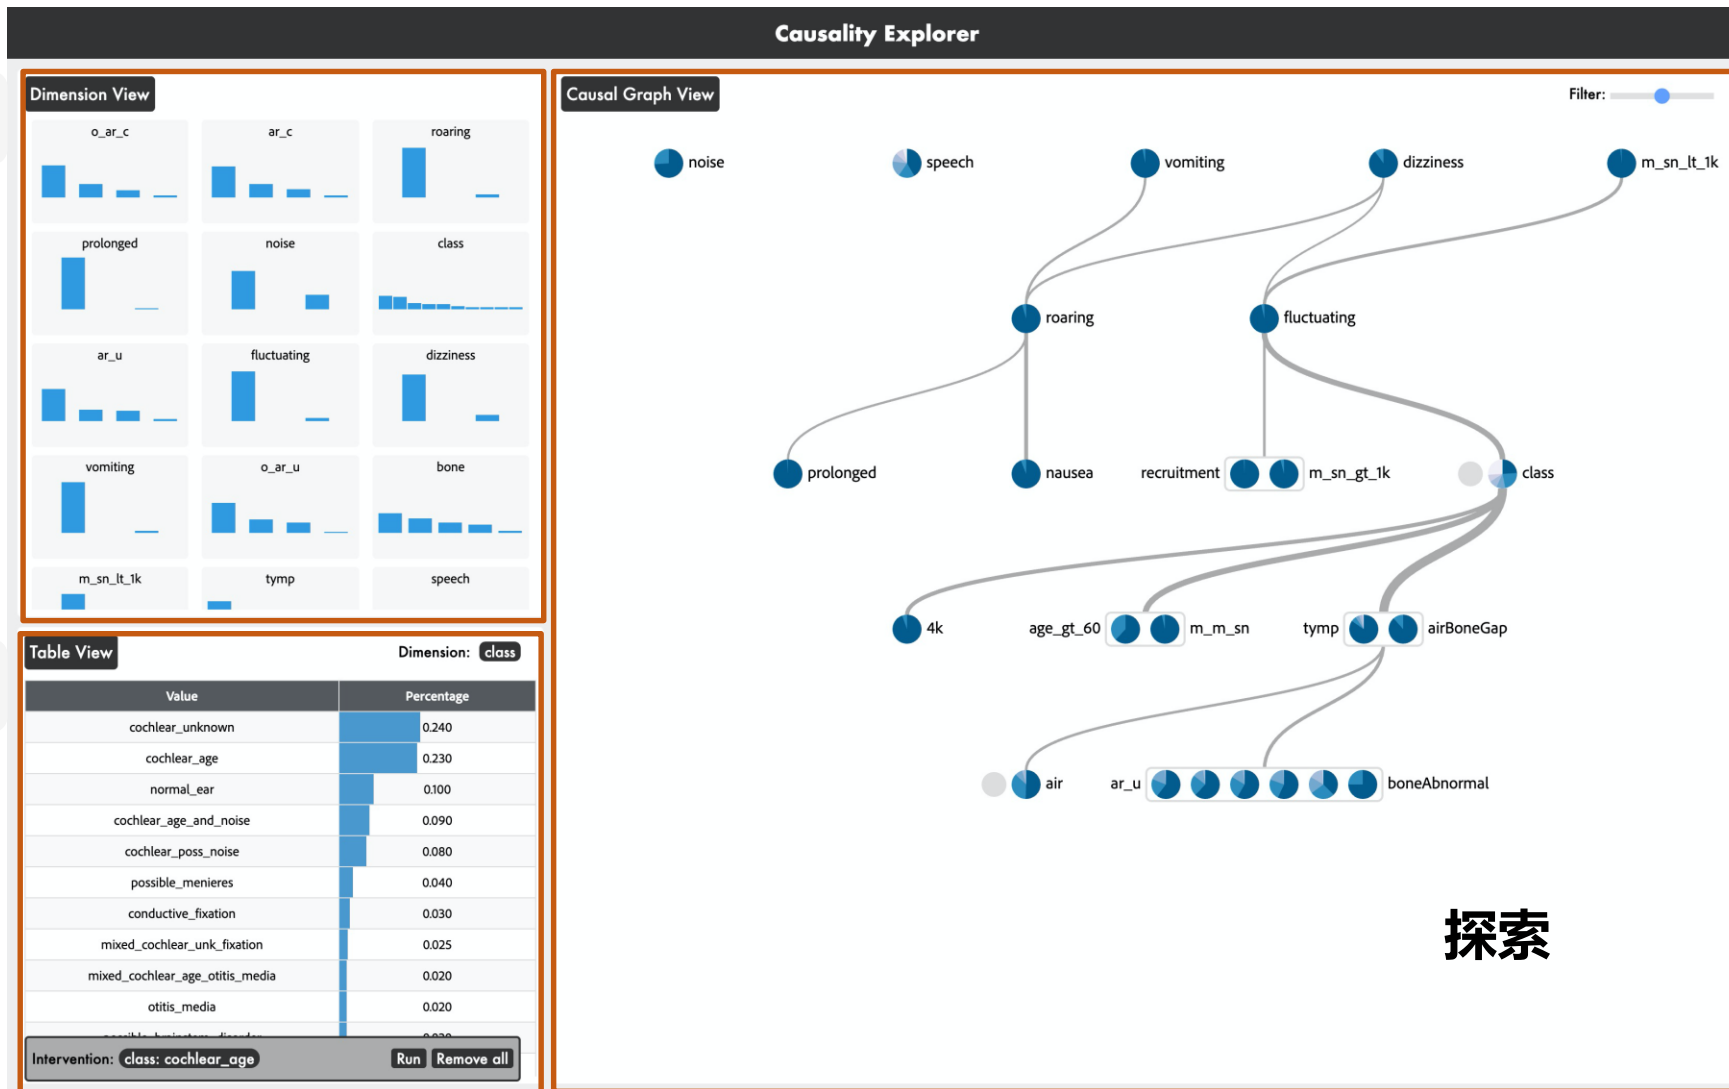 Causality Explorer
Dimension View
o_ar_c
ar_c
roaring
prolonged
noise
class
ar_u
fluctuating
dizziness
vomiting
o_ar_u
bone
m_sn_lt_1k
tymp
speech
Table View
Dimension: class
Value Percentage
cochlear_unknown 0.240
cochlear_age 0.230
normal_ear 0.100
cochlear_age_and_noise 0.090
cochlear_poss_noise 0.080
possible_menieres 0.040
conductive_fixation 0.030
mixed_cochlear_unk_fixation 0.025
mixed_cochlear_age_otitis_media 0.020
otitis_media 0.020
Intervention: class: cochlear_age Run Remove all
Causal Graph View
Filter:
noise
speech
vomiting
dizziness
m_sn_lt_1k
roaring
fluctuating
prolonged
nausea
recruitment
m_sn_gt_1k
class
4k
age_gt_60
m_m_sn
tymp
airBoneGap
air
ar_u
boneAbnormal
探索